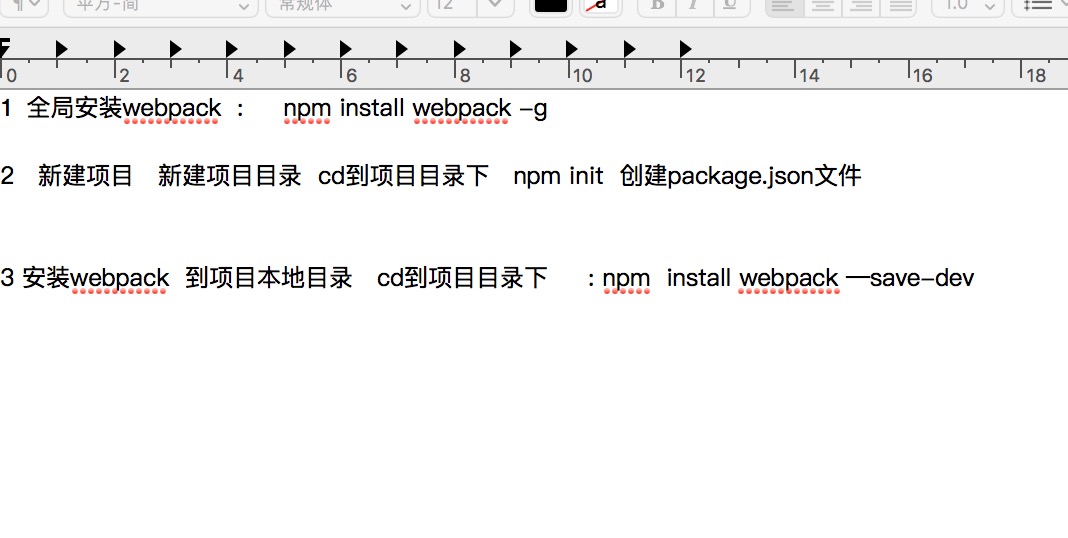 平方-简 常规体 12 a B I U 1.0
0 2 4 6 8 10 12 14 16 18
1 全局安装webpack : npm install webpack –g
2 新建项目 新建项目目录 cd到项目目录下 npm init 创建package.json文件
3 安装webpack 到项目本地目录 cd到项目目录下 : npm install webpack —save–dev